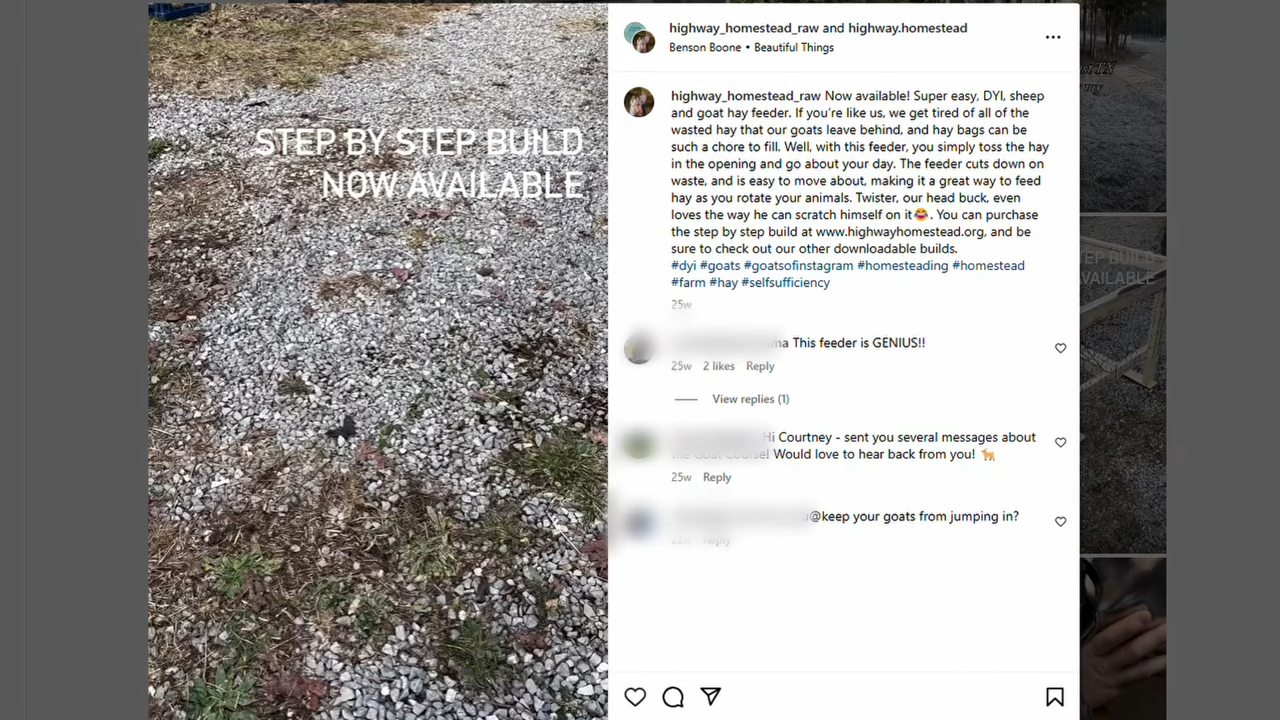 STEP BY STEP BUILD
NOW AVAILABLE
highway_homestead_raw and highway.homestead
Benson Boone • Beautiful Things
highway_homestead_raw Now available! Super easy, DYI, sheep
and goat hay feeder. If you're like us, we get tired of all of the
wasted hay that our goats leave behind, and hay bags can be
such a chore to fill. Well, with this feeder, you simply toss the hay
in the opening and go about your day. The feeder cuts down on
waste, and is easy to move about, making it a great way to feed
hay as you rotate your animals. Twister, our head buck, even
loves the way he can scratch himself on it😂. You can purchase
the step by step build at www.highwayhomestead.org, and be
sure to check out our other downloadable builds.
#dyi #goats #goatsofinstagram #homesteading #homestead
#farm #hay #selfsufficiency
25w
This feeder is GENIUS!!
25w 2 likes Reply
View replies (1)
Hi Courtney - sent you several messages about
the Goat Course! Would love to hear back from you! 🐐
25w Reply
@keep your goats from jumping in?
22w Reply
TEP BUILD
AVAILABLE